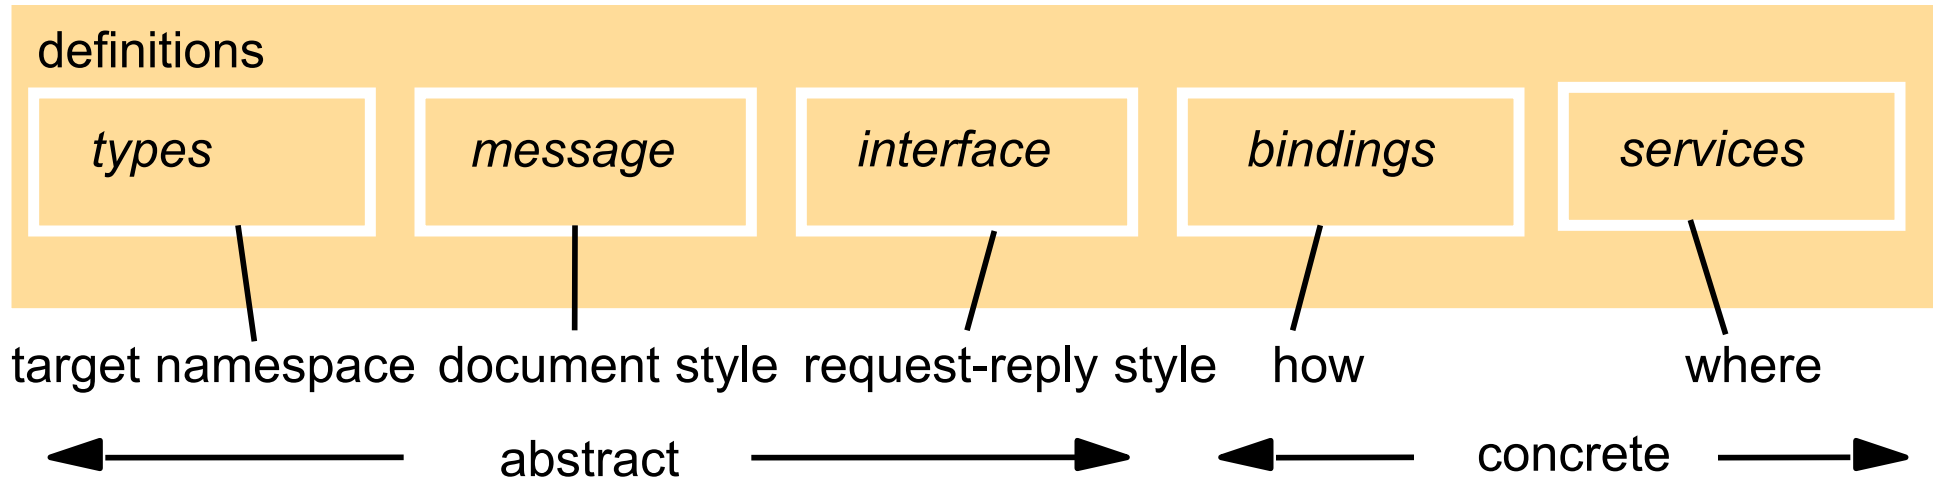 definitions
types message interface bindings services
target namespace document style request-reply style how where
abstract concrete